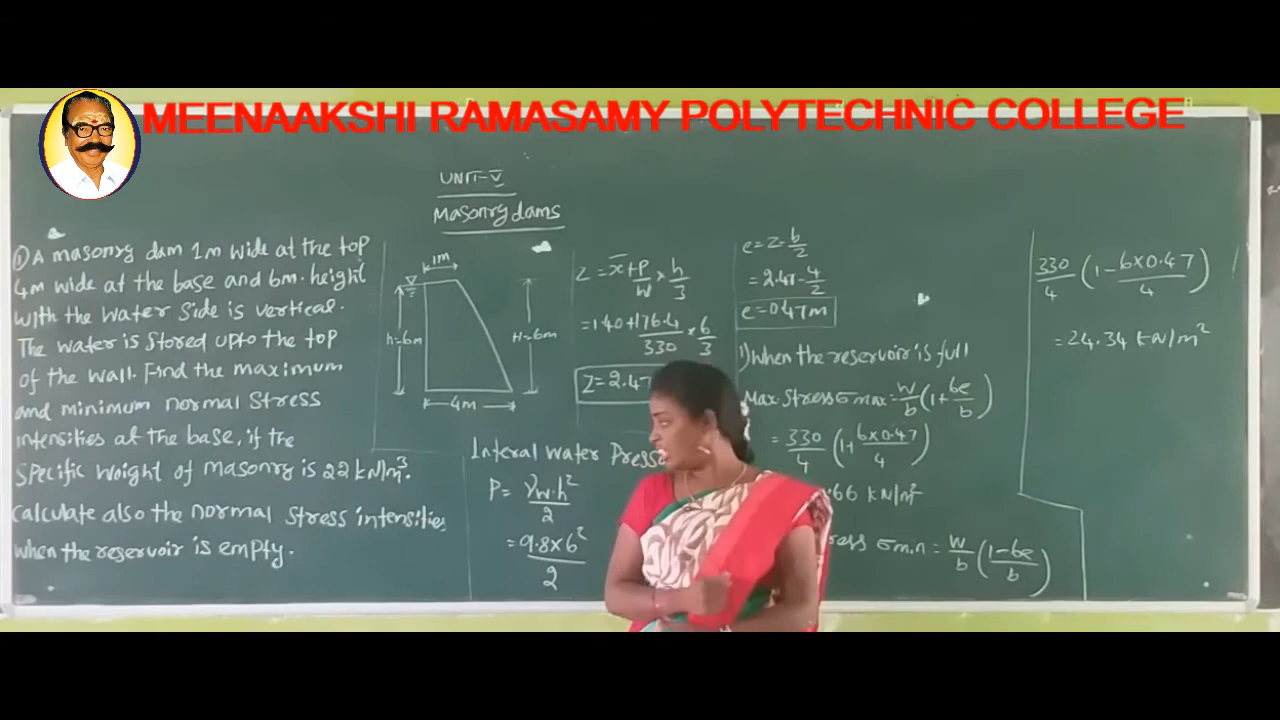 MEENAAKSHI RAMASAMY POLYTECHNIC COLLEGE
UNIT-V
Masonry dams
① A masonry dam 1m wide at the top
4m wide at the base and 6m. height
with the water side is vertical.
The water is stored upto the top
of the wall. Find the maximum
and minimum normal stress
intensities at the base, if the
specific weight of masonry is 22 kN/m³.
calculate also the normal stress intensities
when the reservoir is empty.
1m
h=6m
H=6m
4m
Interal water Press
P = γw.h²/2
= 9.8×6²/2
Z = x̄ + P/W × h/3
= 1.40 + 176.4/330 × 6/3
Z = 2.47
e = Z - b/2
= 2.47 - 4/2
e = 0.47m
1) When the reservoir is full
Max. Stress σmax = W/b (1 + 6e/b)
= 330/4 (1 + 6×0.47/4)
.66 kN/m²
ress σmin = W/b (1 - 6e/b)
330/4 (1 - 6×0.47/4)
= 24.34 kN/m²